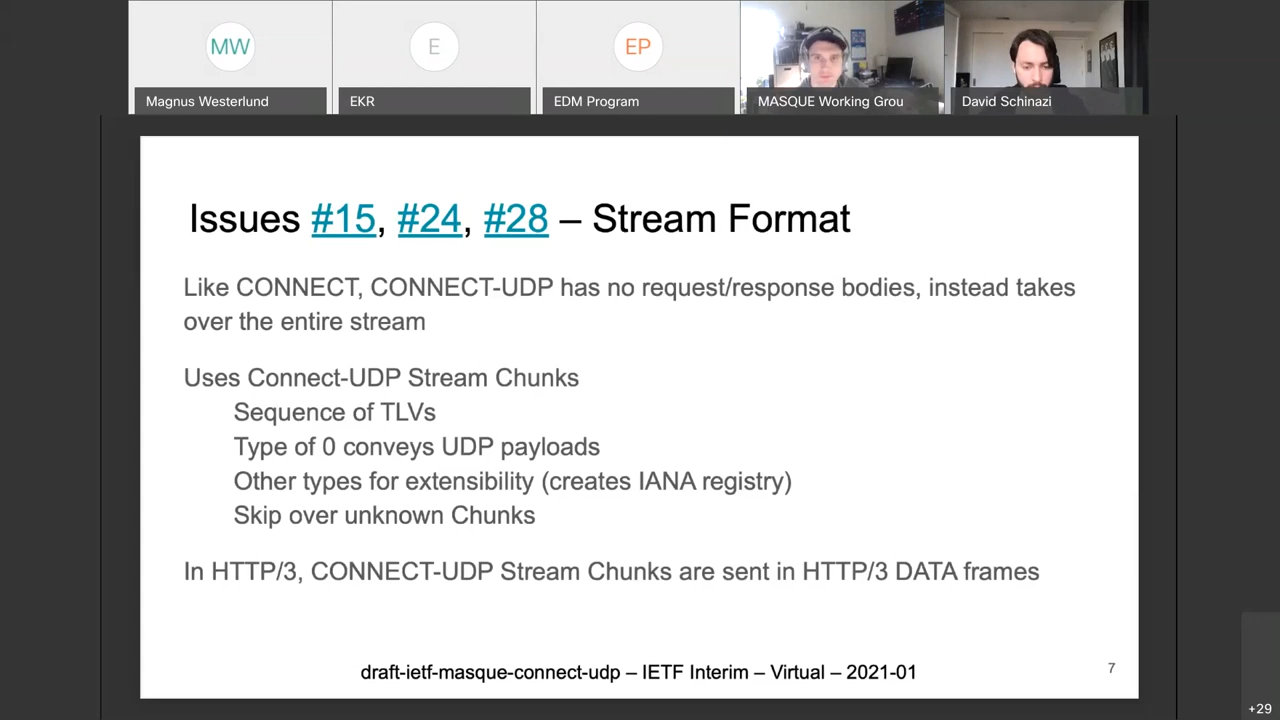 MW
E
EP
Magnus Westerlund
EKR
EDM Program
MASQUE Working Grou
David Schinazi
Issues #15, #24, #28 – Stream Format
Like CONNECT, CONNECT-UDP has no request/response bodies, instead takes
over the entire stream
Uses Connect-UDP Stream Chunks
Sequence of TLVs
Type of 0 conveys UDP payloads
Other types for extensibility (creates IANA registry)
Skip over unknown Chunks
In HTTP/3, CONNECT-UDP Stream Chunks are sent in HTTP/3 DATA frames
draft-ietf-masque-connect-udp – IETF Interim – Virtual – 2021-01
7
+29